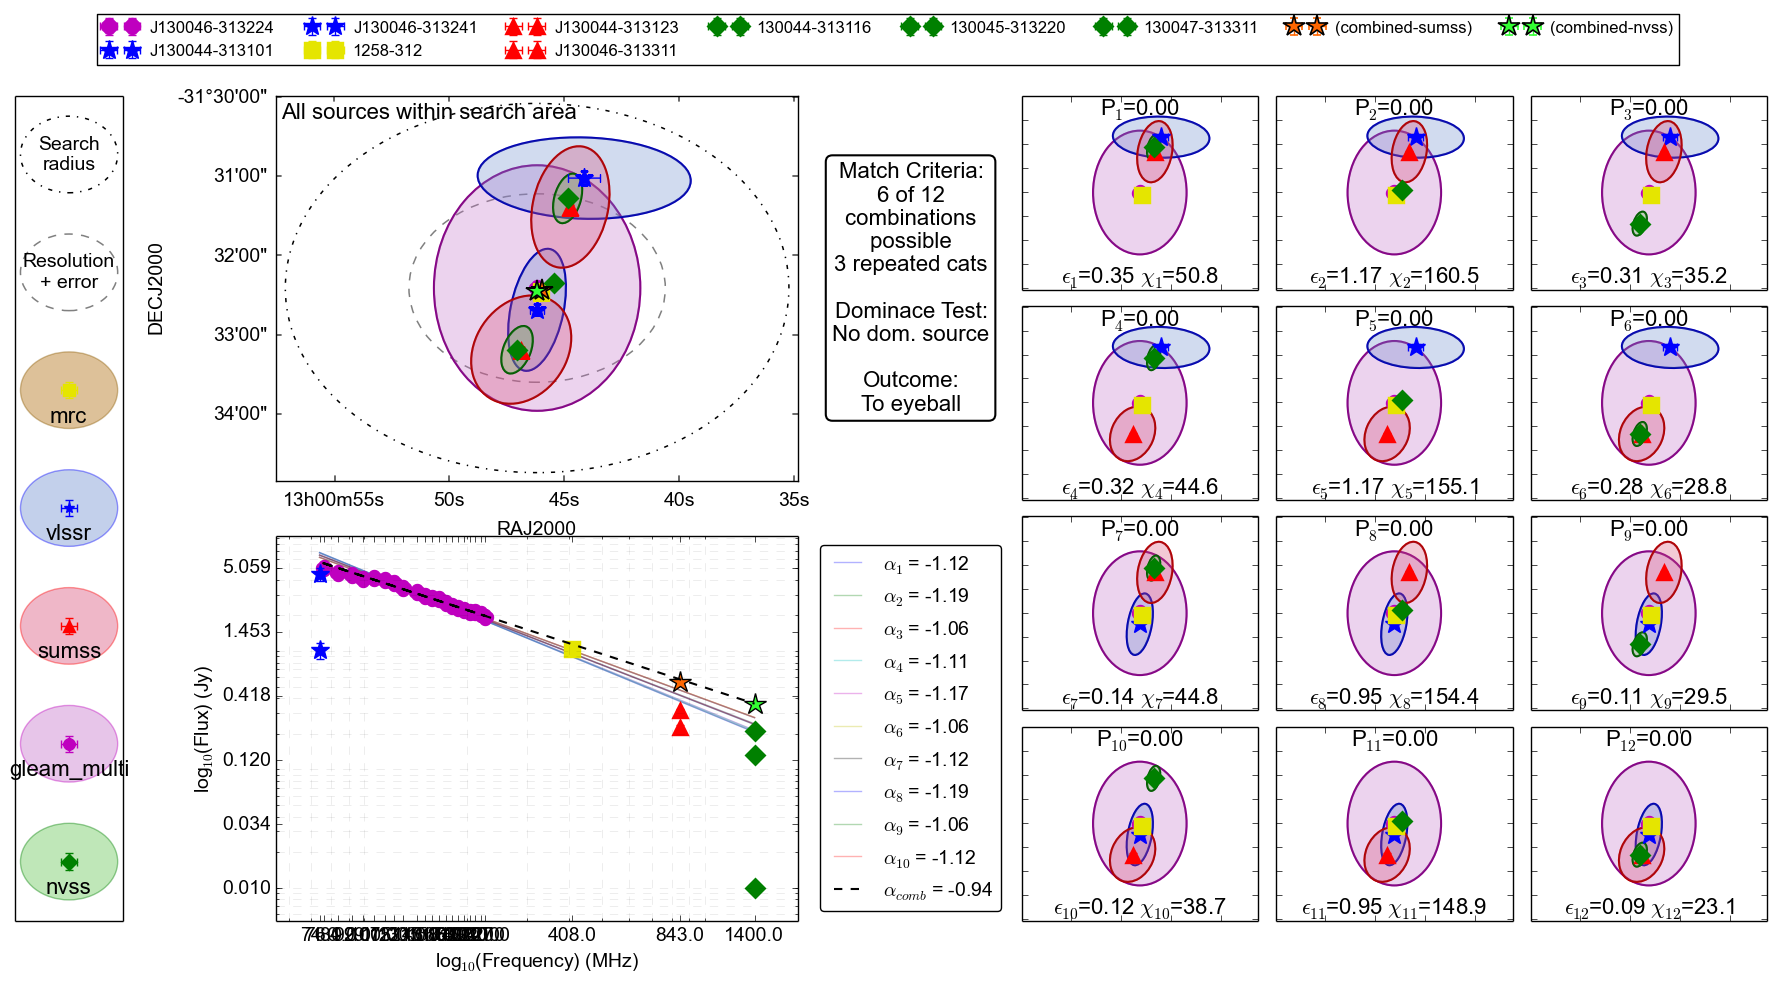 J130046-313224
J130046-313241
J130044-313123
130044-313116
130045-313220
130047-313311
(combined-sumss)
(combined-nvss)
J130044-313101
1258-312
J130046-313311
Search
radius
Resolution
+ error
mrc
vlssr
sumss
gleam_multi
nvss
All sources within search area
-31°30'00"
31'00"
32'00"
33'00"
34'00"
DECJ2000
13h00m55s
50s
45s
40s
35s
RAJ2000
Match Criteria:
6 of 12
combinations
possible
3 repeated cats
Dominace Test:
No dom. source
Outcome:
To eyeball
5.059
1.453
0.418
0.120
0.034
0.010
log₁₀(Flux) (Jy)
408.0
843.0
1400.0
log₁₀(Frequency) (MHz)
α₁ = -1.12
α₂ = -1.19
α₃ = -1.06
α₄ = -1.11
α₅ = -1.17
α₆ = -1.06
α₇ = -1.12
α₈ = -1.19
α₉ = -1.06
α₁₀ = -1.12
α_comb = -0.94
P₁=0.00
ϵ₁=0.35 χ₁=50.8
P₂=0.00
ϵ₂=1.17 χ₂=160.5
P₃=0.00
ϵ₃=0.31 χ₃=35.2
P₄=0.00
ϵ₄=0.32 χ₄=44.6
P₅=0.00
ϵ₅=1.17 χ₅=155.1
P₆=0.00
ϵ₆=0.28 χ₆=28.8
P₇=0.00
ϵ₇=0.14 χ₇=44.8
P₈=0.00
ϵ₈=0.95 χ₈=154.4
P₉=0.00
ϵ₉=0.11 χ₉=29.5
P₁₀=0.00
ϵ₁₀=0.12 χ₁₀=38.7
P₁₁=0.00
ϵ₁₁=0.95 χ₁₁=148.9
P₁₂=0.00
ϵ₁₂=0.09 χ₁₂=23.1